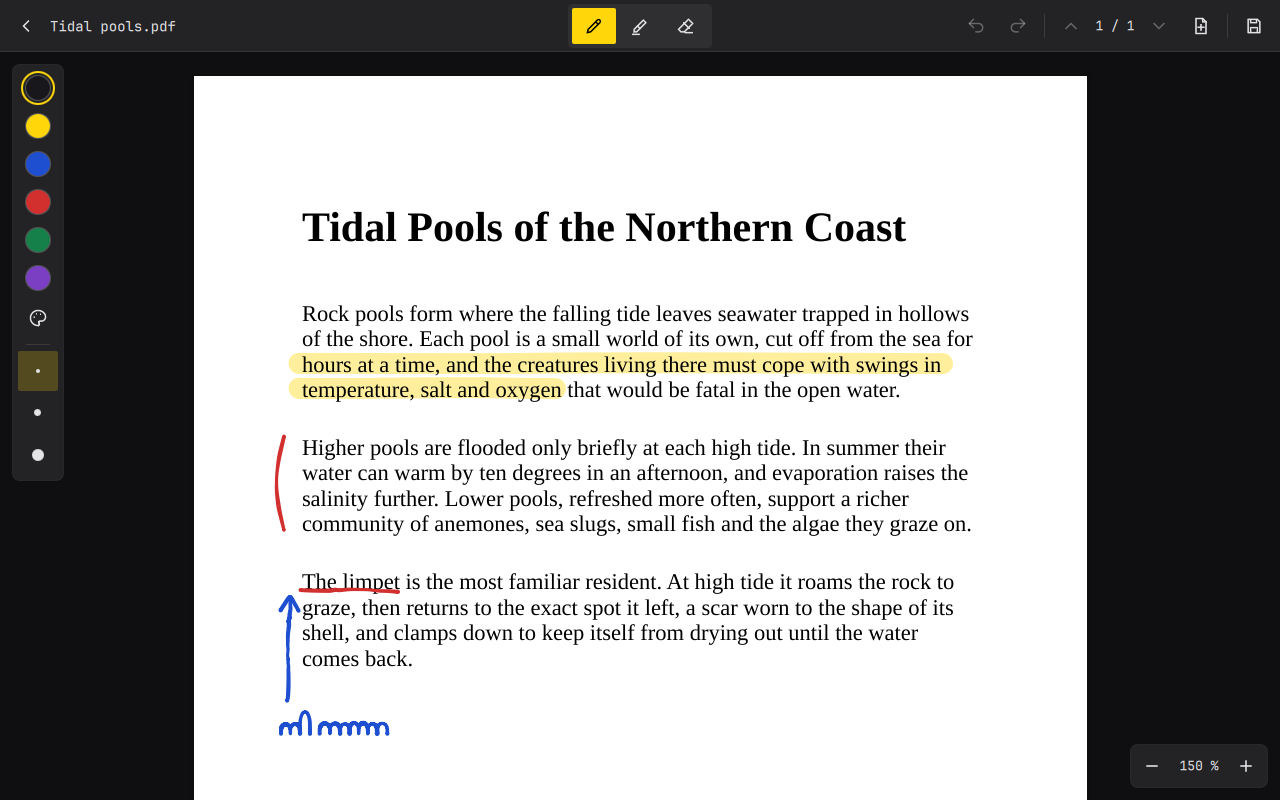 Tidal pools.pdf
1 / 1
Tidal Pools of the Northern Coast
Rock pools form where the falling tide leaves seawater trapped in hollows
of the shore. Each pool is a small world of its own, cut off from the sea for
hours at a time, and the creatures living there must cope with swings in
temperature, salt and oxygen that would be fatal in the open water.
Higher pools are flooded only briefly at each high tide. In summer their
water can warm by ten degrees in an afternoon, and evaporation raises the
salinity further. Lower pools, refreshed more often, support a richer
community of anemones, sea slugs, small fish and the algae they graze on.
The limpet is the most familiar resident. At high tide it roams the rock to
graze, then returns to the exact spot it left, a scar worn to the shape of its
shell, and clamps down to keep itself from drying out until the water
comes back.
150 %